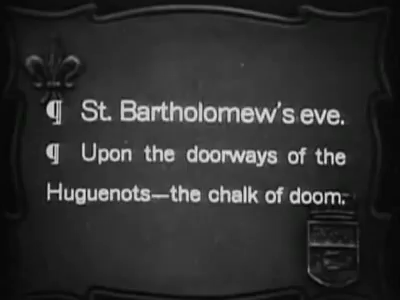 ¶ St. Bartholomew's eve.
¶ Upon the doorways of the
Huguenots—the chalk of doom.